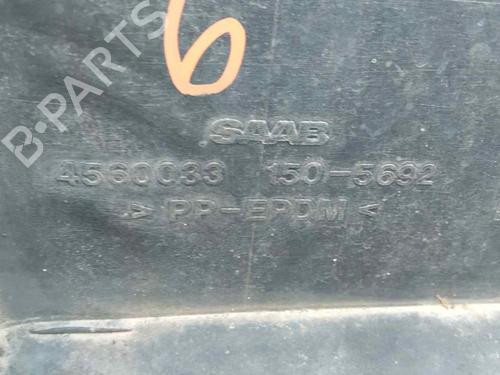 6
B-PARTS
SAAB
4560033 150-5692
> PP-EPDM <